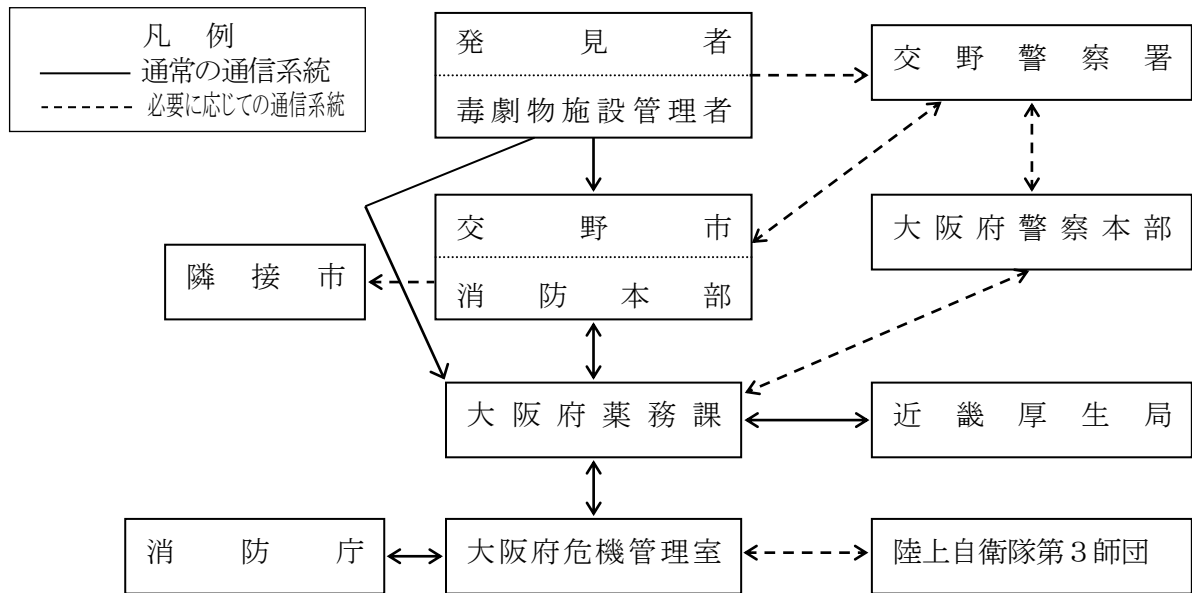 凡例
通常の通信系統
必要に応じての通信系統
発見者
毒劇物施設管理者
交野警察署
交野市
消防本部
大阪府警察本部
隣接市
大阪府薬務課
近畿厚生局
消防庁
大阪府危機管理室
陸上自衛隊第３師団